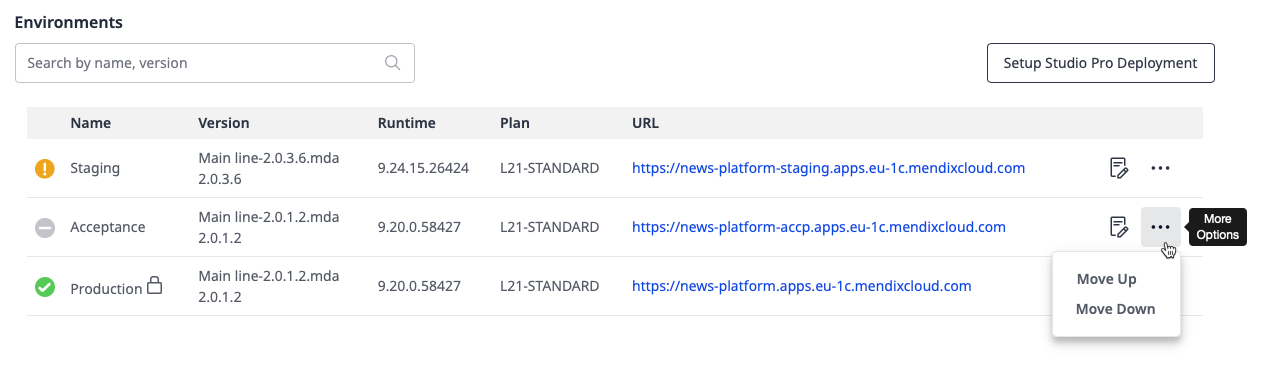 Environments
Search by name, version
Setup Studio Pro Deployment
Name Version Runtime Plan URL
Main line-2.0.3.6.mda
Staging 9.24.15.26424 L21-STANDARD https://news-platform-staging.apps.eu-1c.mendixcloud.com
2.0.3.6
Main line-2.0.1.2.mda
Acceptance 9.20.0.58427 L21-STANDARD https://news-platform-accp.apps.eu-1c.mendixcloud.com
2.0.1.2
More
Options
Main line-2.0.1.2.mda
Production 9.20.0.58427 L21-STANDARD https://news-platform.apps.eu-1c.mendixcloud.com
2.0.1.2
Move Up
Move Down